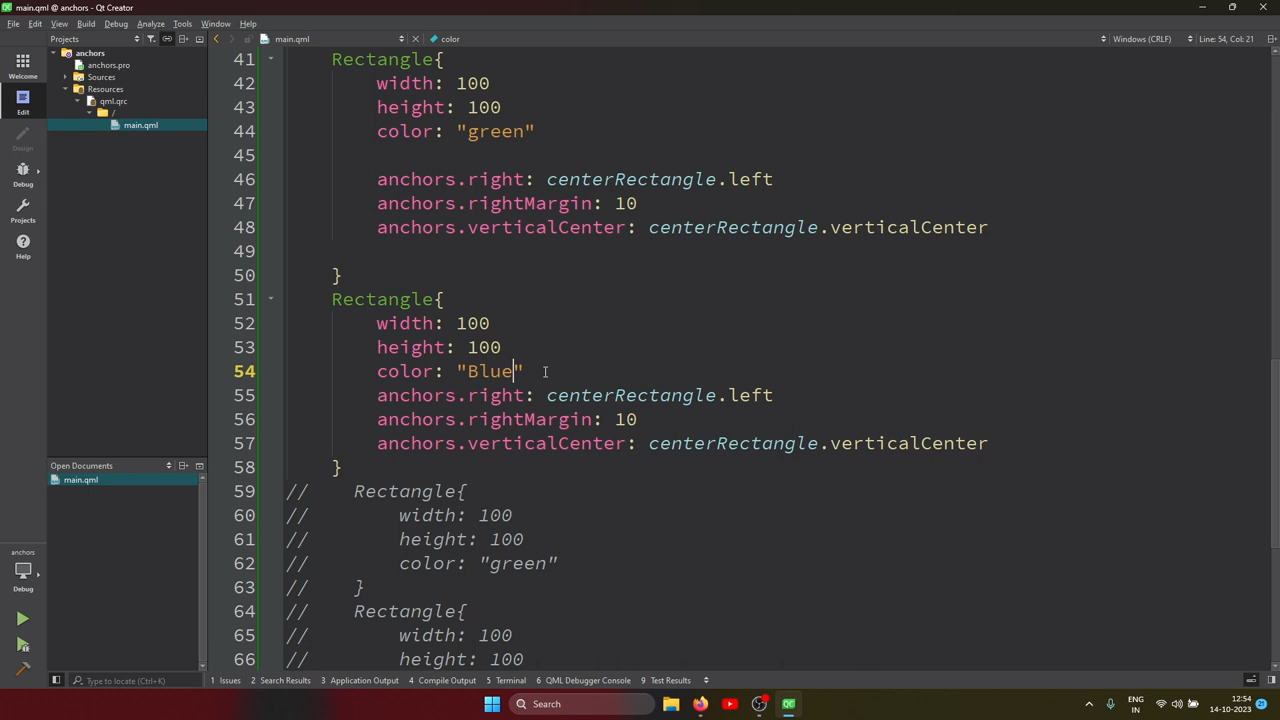 main.qml @ anchors - Qt Creator
File Edit View Build Debug Analyze Tools Window Help
Projects
main.qml
color
Windows (CRLF)
Line: 54, Col: 21
Welcome
Edit
Design
Debug
Projects
Help
anchors
anchors.pro
Sources
Resources
qml.qrc
/
main.qml
Open Documents
main.qml
anchors
Debug
41 Rectangle{
42 width: 100
43 height: 100
44 color: "green"
45
46 anchors.right: centerRectangle.left
47 anchors.rightMargin: 10
48 anchors.verticalCenter: centerRectangle.verticalCenter
49
50 }
51 Rectangle{
52 width: 100
53 height: 100
54 color: "Blue"
55 anchors.right: centerRectangle.left
56 anchors.rightMargin: 10
57 anchors.verticalCenter: centerRectangle.verticalCenter
58 }
59 // Rectangle{
60 // width: 100
61 // height: 100
62 // color: "green"
63 // }
64 // Rectangle{
65 // width: 100
66 // height: 100
Type to locate (Ctrl+K)
1 Issues 2 Search Results 3 Application Output 4 Compile Output 5 Terminal 6 QML Debugger Console 9 Test Results
Search
ENG
IN
12:54
14-10-2023